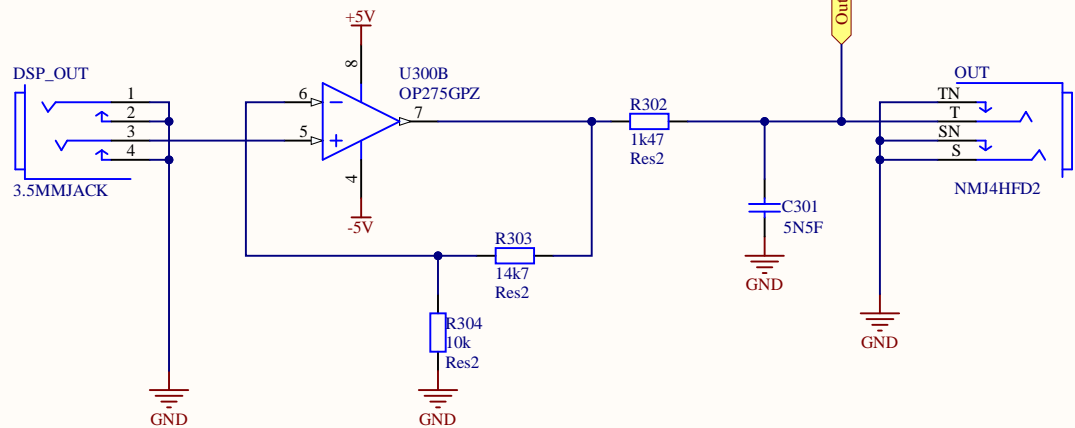 Out
+5V
8
DSP_OUT
1
2
3
4
3.5MMJACK
U300B
OP275GPZ
6
5
7
4
-5V
R302
1k47
Res2
R303
14k7
Res2
R304
10k
Res2
C301
5N5F
OUT
TN
T
SN
S
NMJ4HFD2
GND
GND
GND
GND